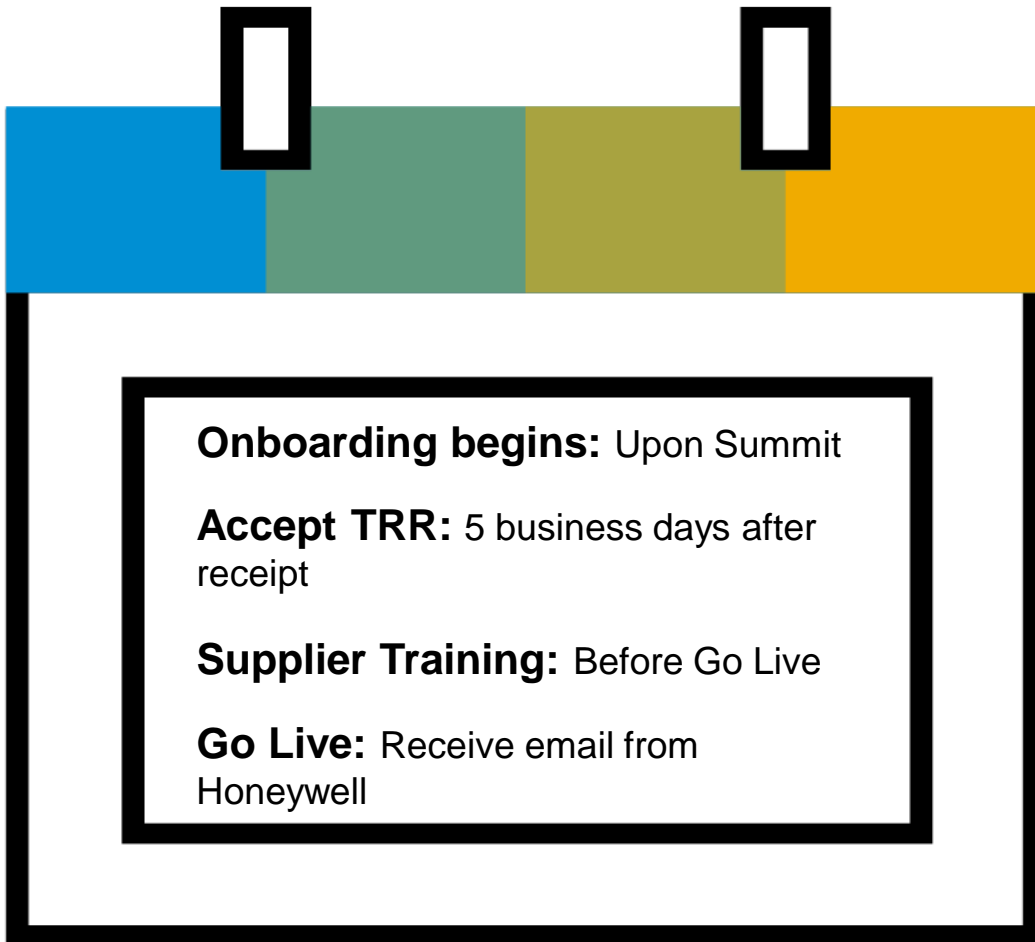 Onboarding begins: Upon Summit
Accept TRR: 5 business days after
receipt
Supplier Training: Before Go Live
Go Live: Receive email from
Honeywell